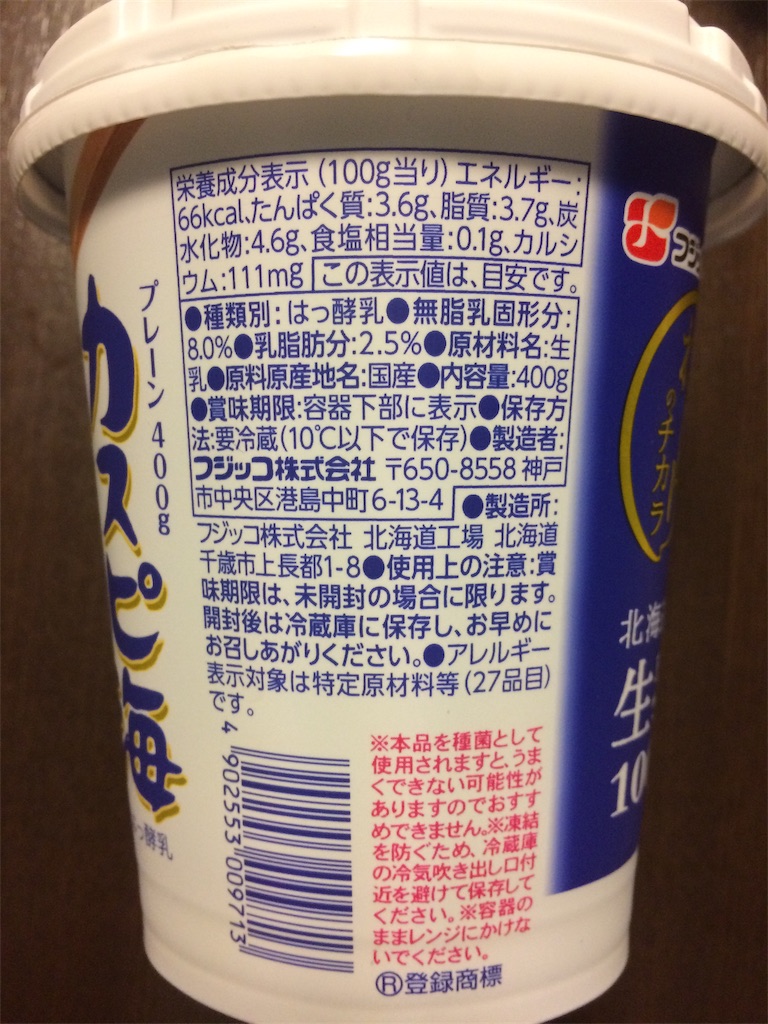 栄養成分表示(100g当り)エネルギー:
66kcal、たんぱく質:3.6g、脂質:3.7g、炭
水化物:4.6g、食塩相当量:0.1g、カルシ
ウム:111mg この表示値は、目安です。
●種類別:はっ酵乳●無脂乳固形分:
8.0%●乳脂肪分:2.5%●原材料名:生
乳●原料原産地名:国産●内容量:400g
●賞味期限:容器下部に表示●保存方
法:要冷蔵(10℃以下で保存)●製造者:
フジッコ株式会社 〒650-8558 神戸
市中央区港島中町6-13-4 ●製造所:
フジッコ株式会社 北海道工場 北海道
千歳市上長都1-8●使用上の注意:賞
味期限は、未開封の場合に限ります。
開封後は冷蔵庫に保存し、お早めに
お召しあがりください。●アレルギー
表示対象は特定原材料等(27品目)
です。
4 902553 009713
※本品を種菌として
使用されますと、うま
くできない可能性が
ありますのでおすす
めできません。※凍結
を防ぐため、冷蔵庫
の冷気吹き出し口付
近を避けて保存して
ください。※容器の
ままレンジにかけな
いでください。
Ⓡ登録商標
プレーン 400g
カスピ海
酵乳
フジ
のチカラ
北海
生
10